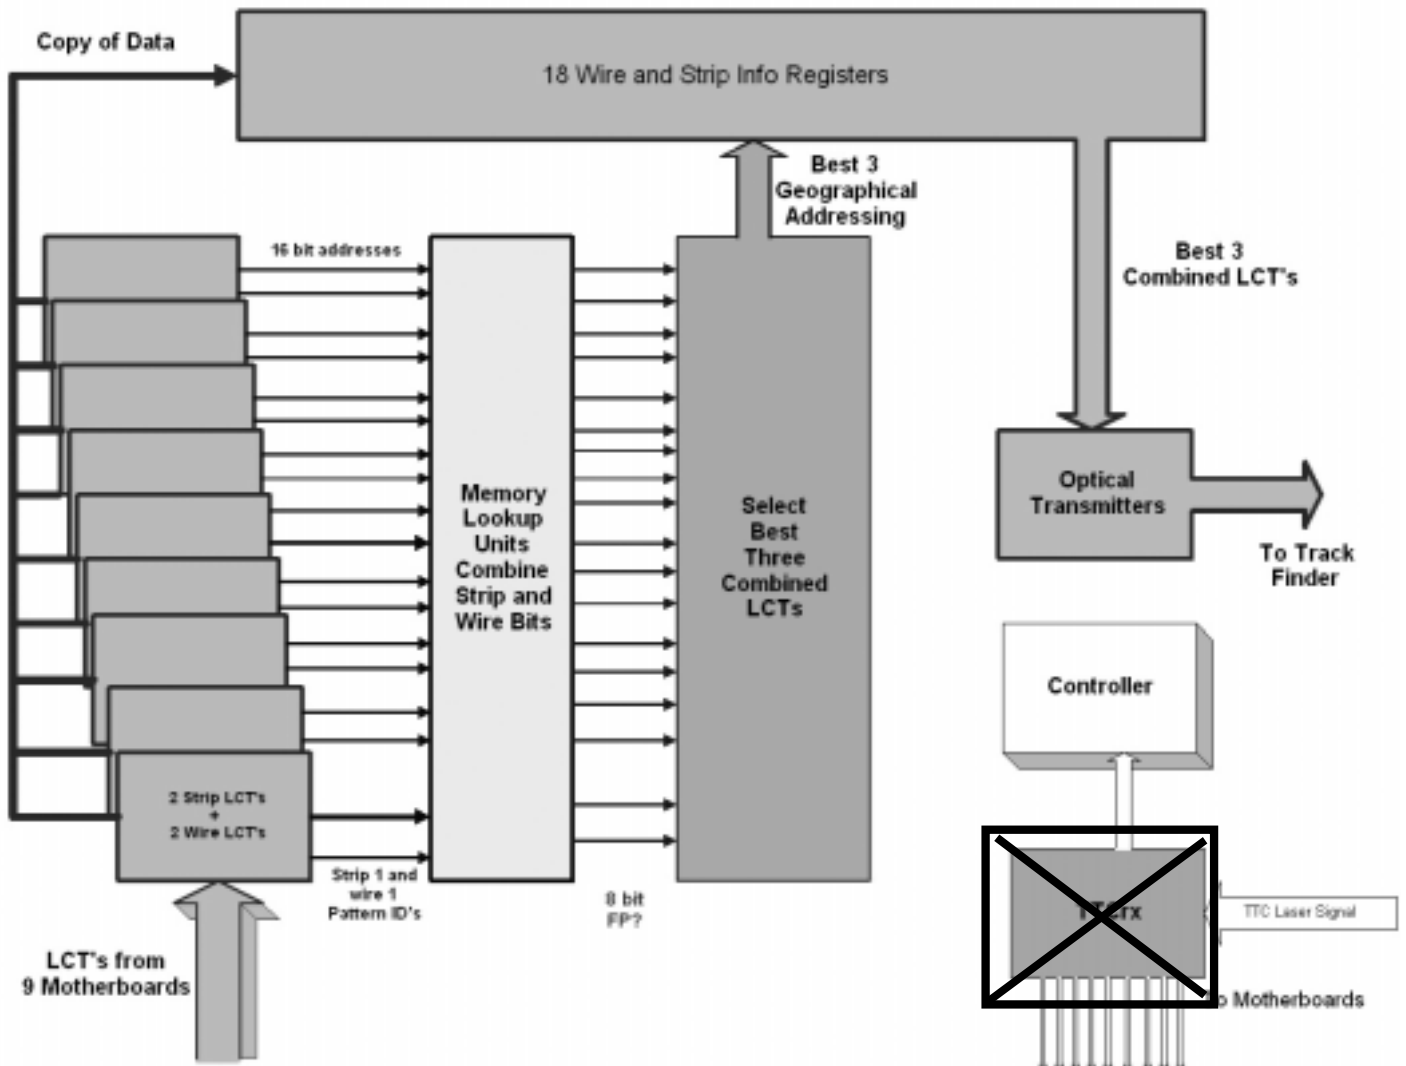 Copy of Data
18 Wire and Strip Info Registers
Best 3
Geographical
Addressing
Best 3
Combined LCT's
16 bit addresses
Memory
Lookup
Units
Combine
Strip and
Wire Bits
Select
Best
Three
Combined
LCTs
Optical
Transmitters
To Track
Finder
Controller
2 Strip LCT's
+
2 Wire LCT's
Strip 1 and
wire 1
Pattern ID's
8 bit
FP?
TTC Laser Signal
LCT's from
9 Motherboards
Motherboards